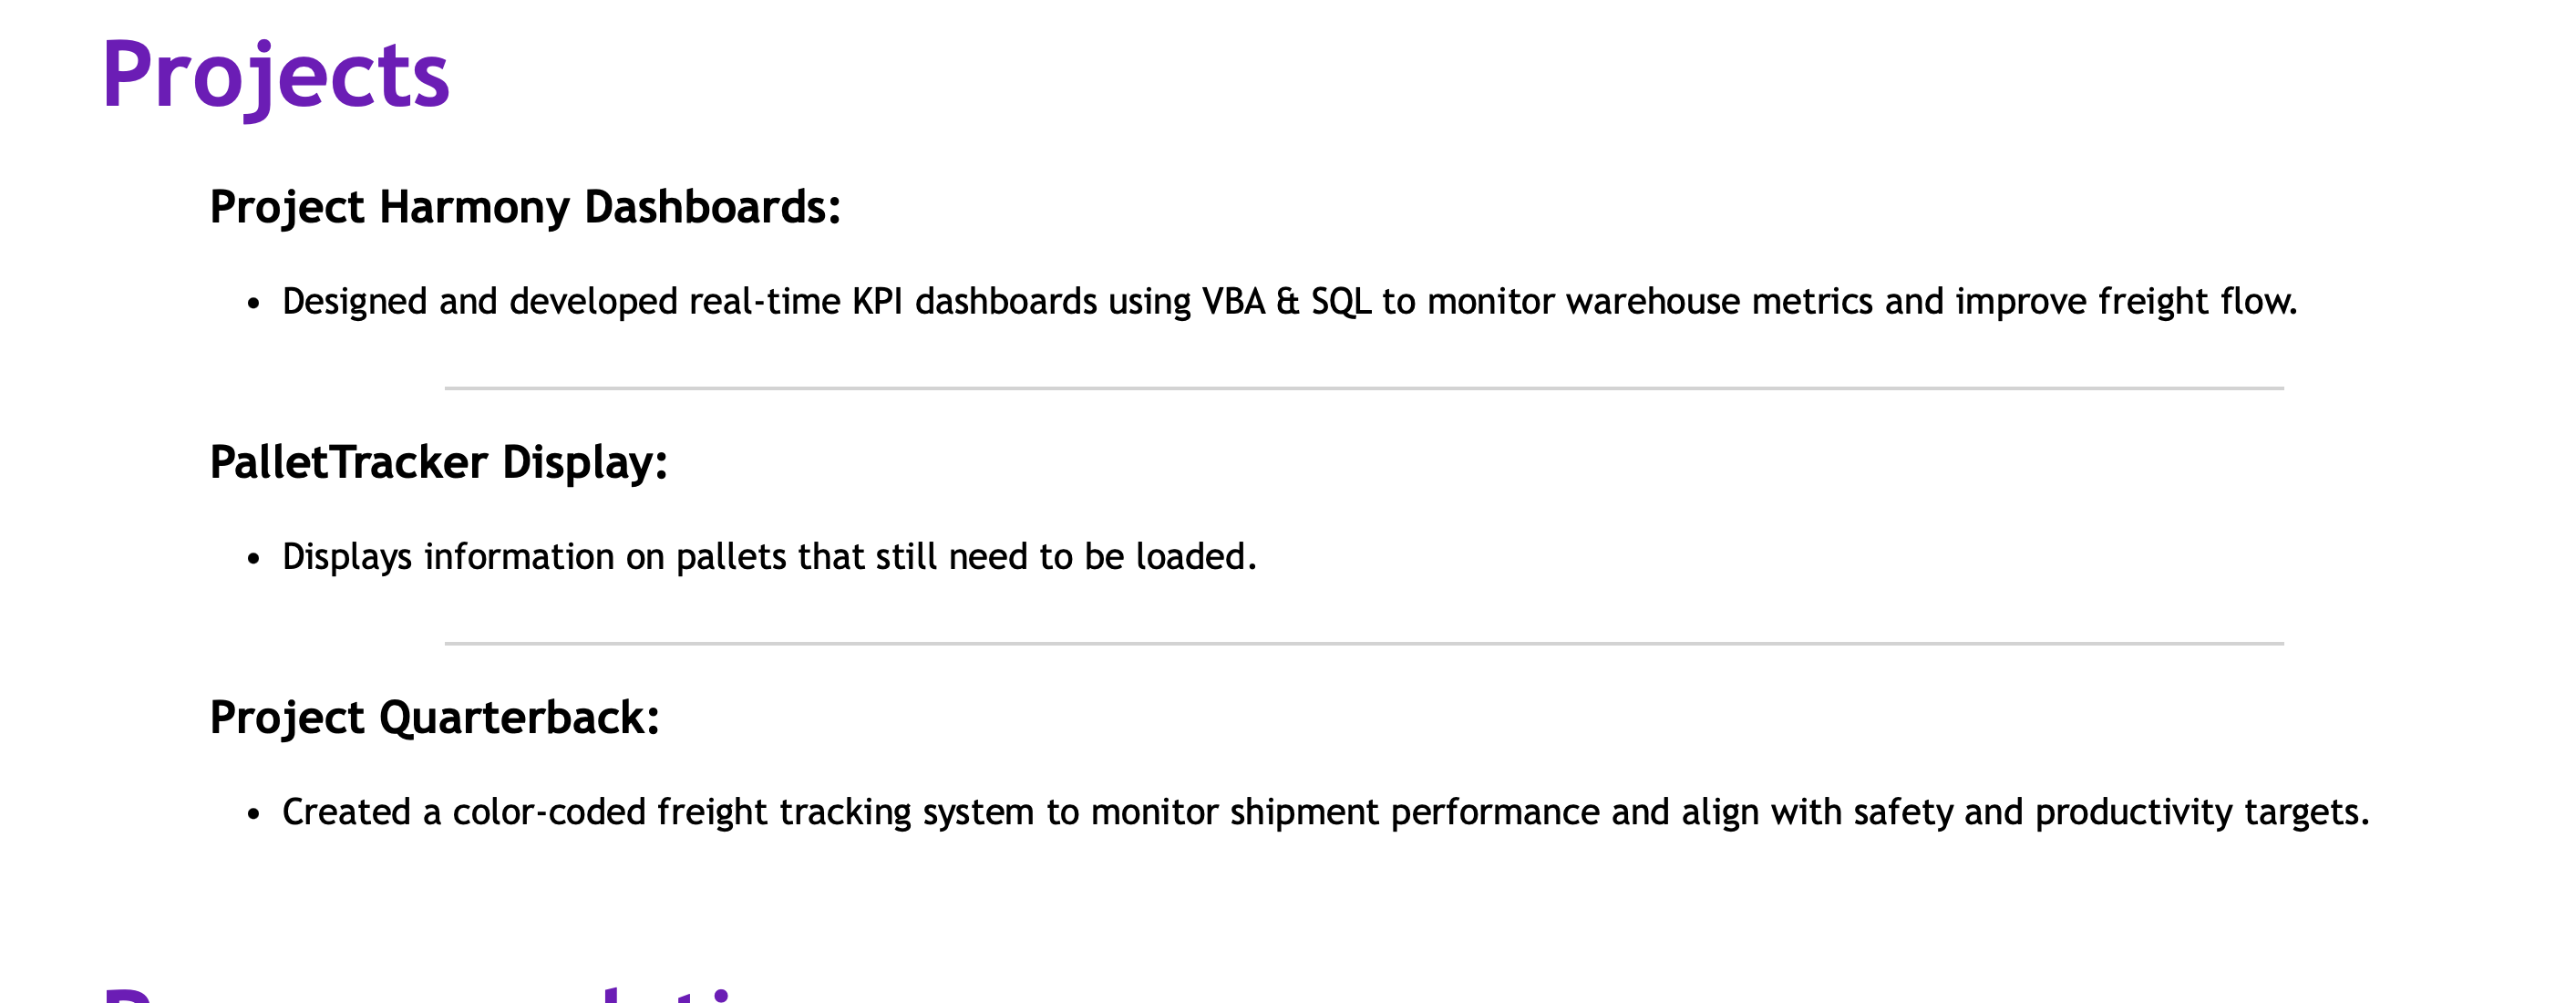 Projects
Project Harmony Dashboards:
• Designed and developed real-time KPI dashboards using VBA & SQL to monitor warehouse metrics and improve freight flow.
PalletTracker Display:
• Displays information on pallets that still need to be loaded.
Project Quarterback:
• Created a color-coded freight tracking system to monitor shipment performance and align with safety and productivity targets.